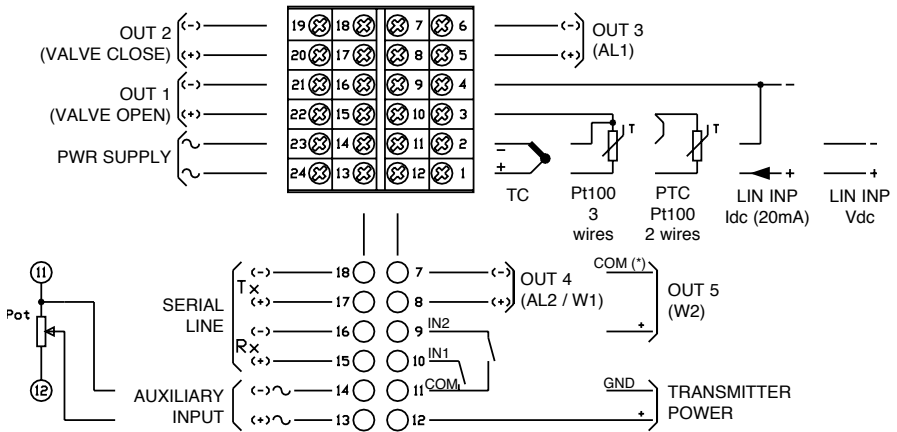 OUT 2
(VALVE CLOSE)
(-)
(+)
OUT 1
(VALVE OPEN)
(-)
(+)
PWR SUPPLY
19 18 7 6
20 17 8 5
21 16 9 4
22 15 10 3
23 14 11 2
24 13 12 1
(-)
(+)
OUT 3
(AL1)
-
+
TC
T
Pt100
3
wires
T
PTC
Pt100
2 wires
-
+
LIN INP
Idc (20mA)
-
+
LIN INP
Vdc
11
Pot
12
SERIAL
LINE
Tx
(-)
(+)
Rx
(-)
(+)
AUXILIARY
INPUT
(-)
(+)
18 7
17 8
16 9
15 10
14 11
13 12
IN2
IN1
COM
(-)
(+)
OUT 4
(AL2 / W1)
COM (*)
+
OUT 5
(W2)
GND
+
TRANSMITTER
POWER